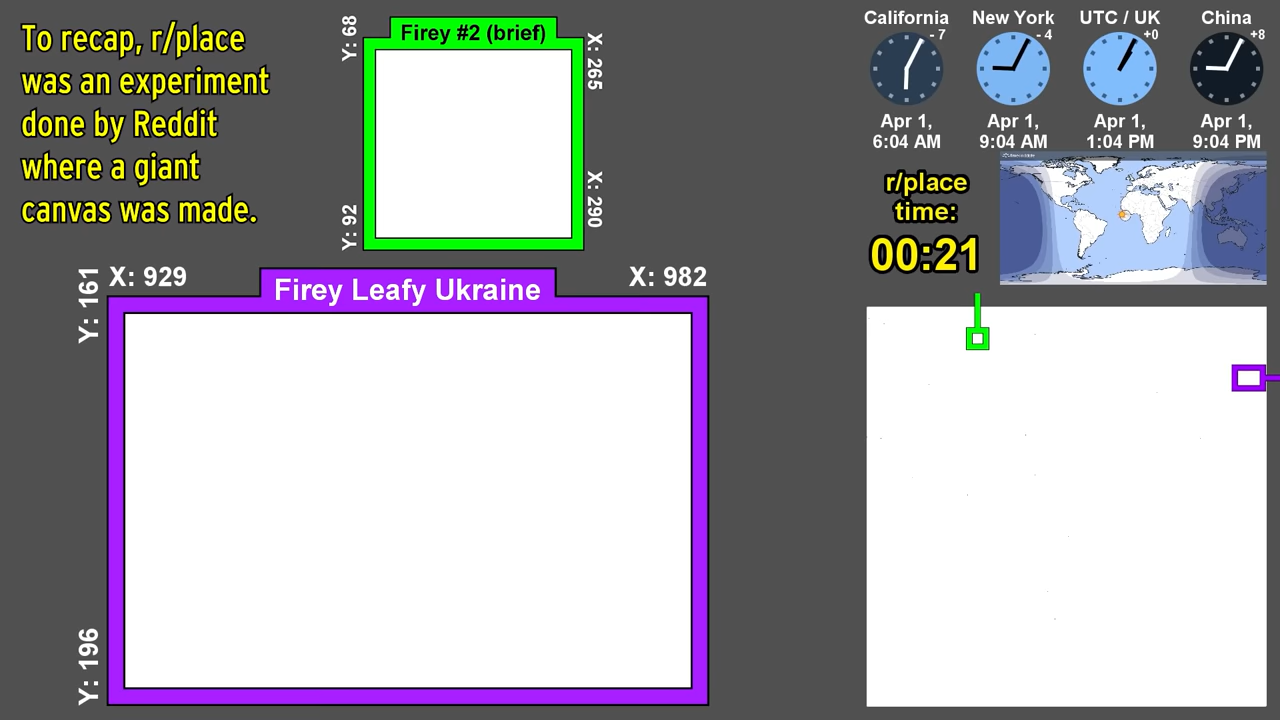 To recap, r/place
was an experiment
done by Reddit
where a giant
canvas was made.
Firey #2 (brief)
Y: 68
X: 265
Y: 92
X: 290
Firey Leafy Ukraine
X: 929
X: 982
Y: 161
Y: 196
California
New York
UTC / UK
China
- 7
- 4
+0
+8
Apr 1,
6:04 AM
Apr 1,
9:04 AM
Apr 1,
1:04 PM
Apr 1,
9:04 PM
r/place
time:
00:21